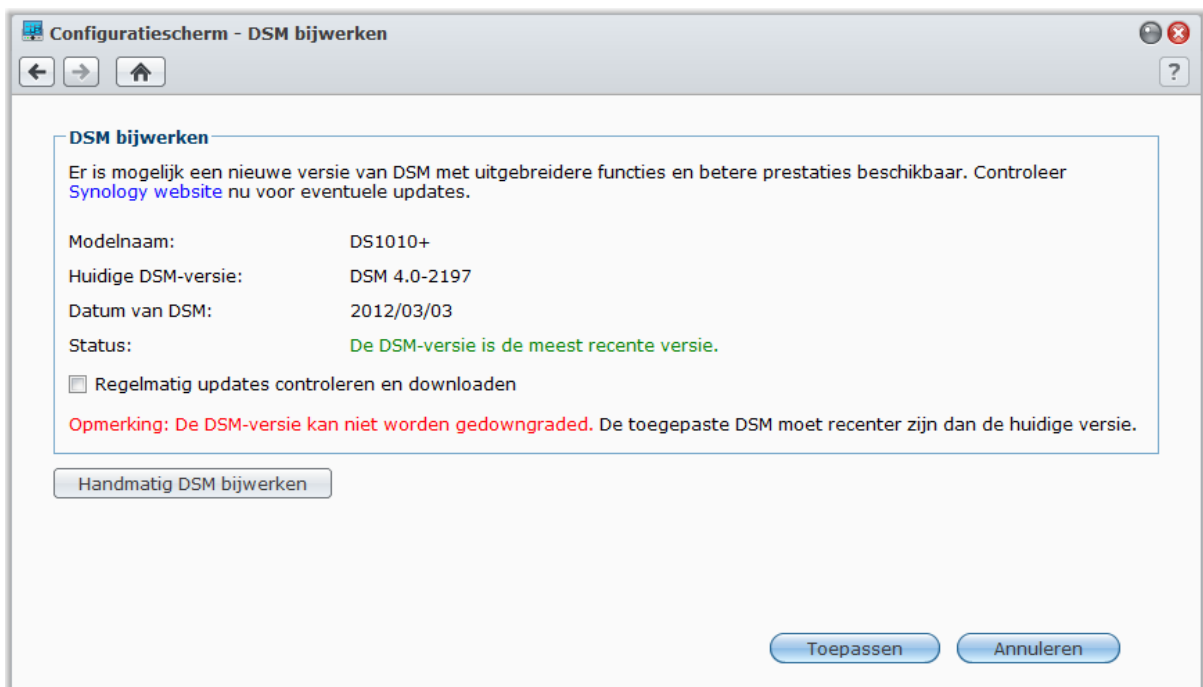 Configuratiescherm - DSM bijwerken
?
DSM bijwerken
Er is mogelijk een nieuwe versie van DSM met uitgebreidere functies en betere prestaties beschikbaar. Controleer
Synology website nu voor eventuele updates.
Modelnaam: DS1010+
Huidige DSM-versie: DSM 4.0-2197
Datum van DSM: 2012/03/03
Status: De DSM-versie is de meest recente versie.
Regelmatig updates controleren en downloaden
Opmerking: De DSM-versie kan niet worden gedowngraded. De toegepaste DSM moet recenter zijn dan de huidige versie.
Handmatig DSM bijwerken
Toepassen Annuleren